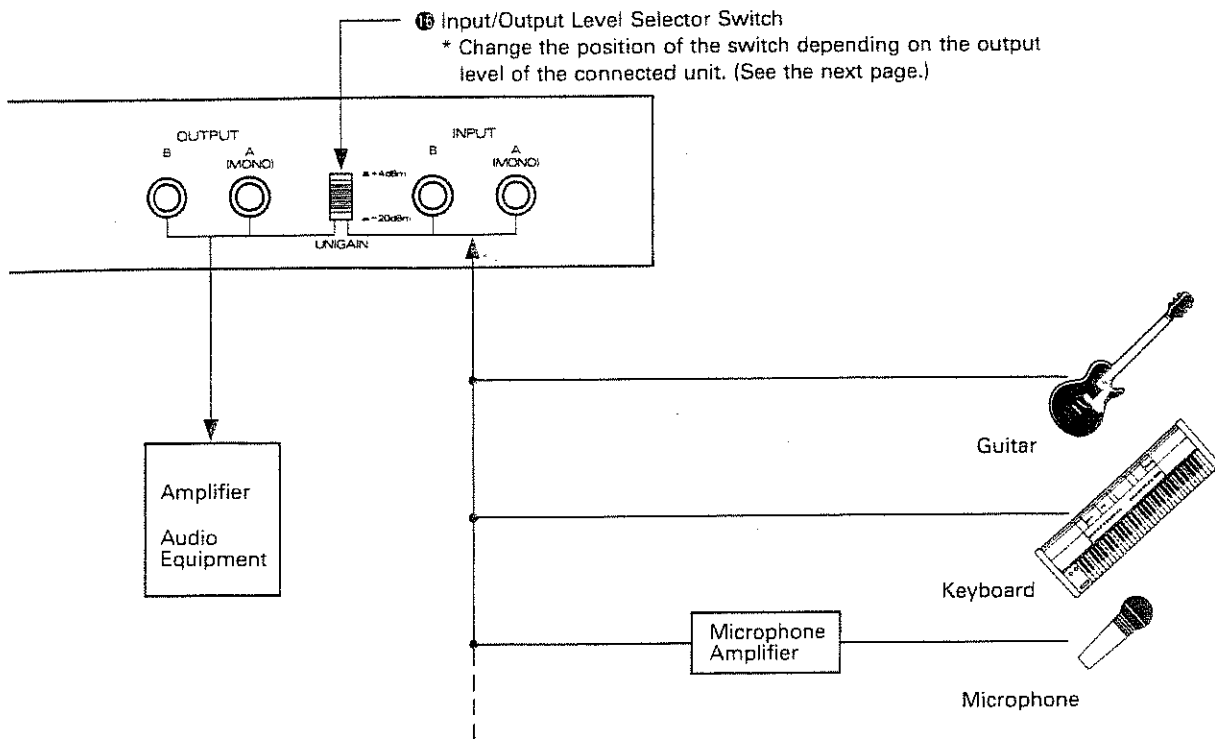 ⓰ Input/Output Level Selector Switch
* Change the position of the switch depending on the output
level of the connected unit. (See the next page.)
OUTPUT
B
A
(MONO)
INPUT
B
A
(MONO)
+4dBm
-20dBm
UNIGAIN
Amplifier
Audio
Equipment
Guitar
Keyboard
Microphone
Amplifier
Microphone